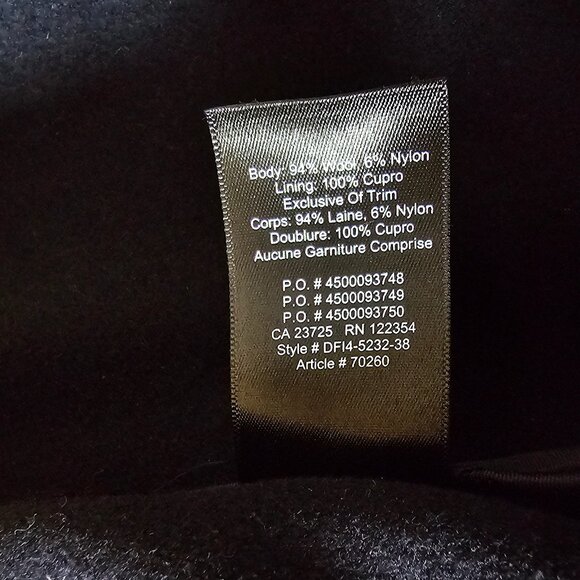 Body: 94% Wool, 6% Nylon
Lining: 100% Cupro
Exclusive Of Trim
Corps: 94% Laine, 6% Nylon
Doublure: 100% Cupro
Aucune Garniture Comprise
P.O. # 4500093748
P.O. # 4500093749
P.O. # 4500093750
CA 23725 RN 122354
Style # DFI4-5232-38
Article # 70260